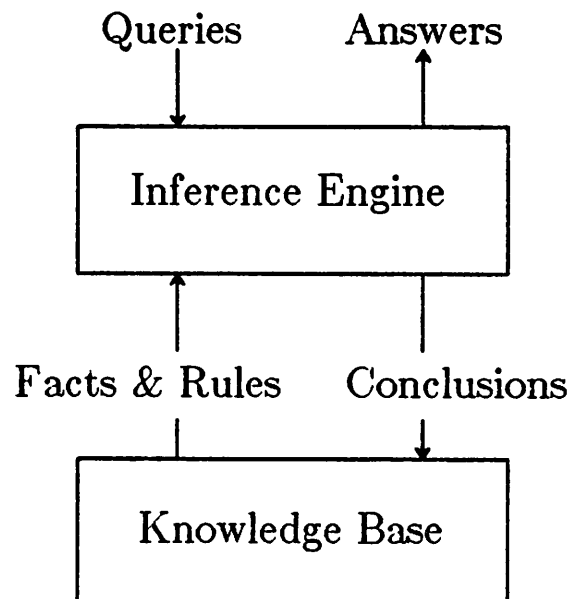 Queries Answers
Inference Engine
Facts & Rules Conclusions
Knowledge Base